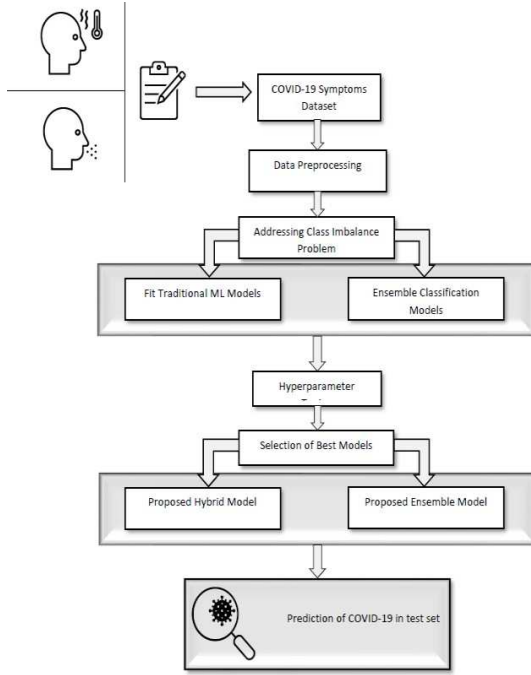 COVID-19 Symptoms
Dataset
Data Preprocessing
Addressing Class Imbalance
Problem
Fit Traditional ML Models
Ensemble Classification
Models
Hyperparameter
Selection of Best Models
Proposed Hybrid Model
Proposed Ensemble Model
Prediction of COVID-19 in test set